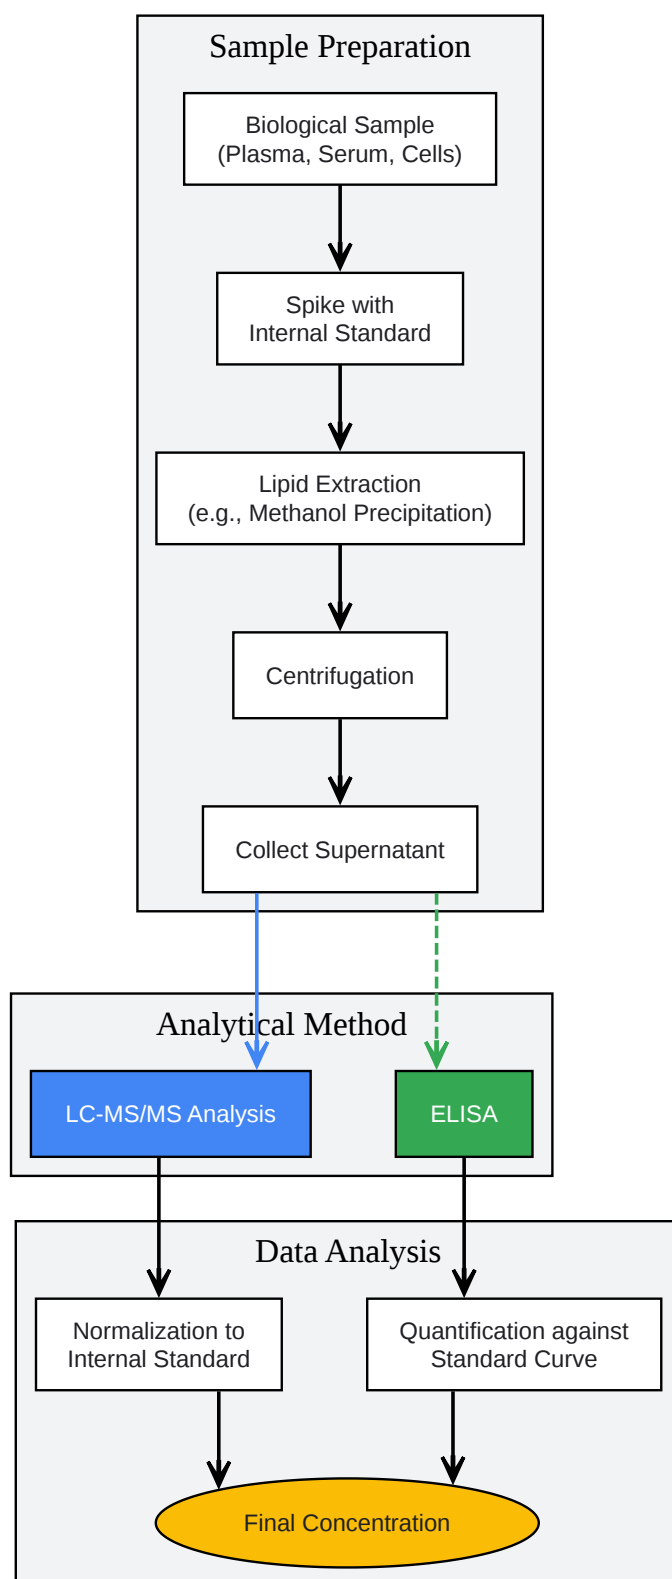 Sample Preparation
Biological Sample
(Plasma, Serum, Cells)
Spike with
Internal Standard
Lipid Extraction
(e.g., Methanol Precipitation)
Centrifugation
Collect Supernatant
Analytical Method
LC-MS/MS Analysis
ELISA
Data Analysis
Normalization to
Internal Standard
Quantification against
Standard Curve
Final Concentration